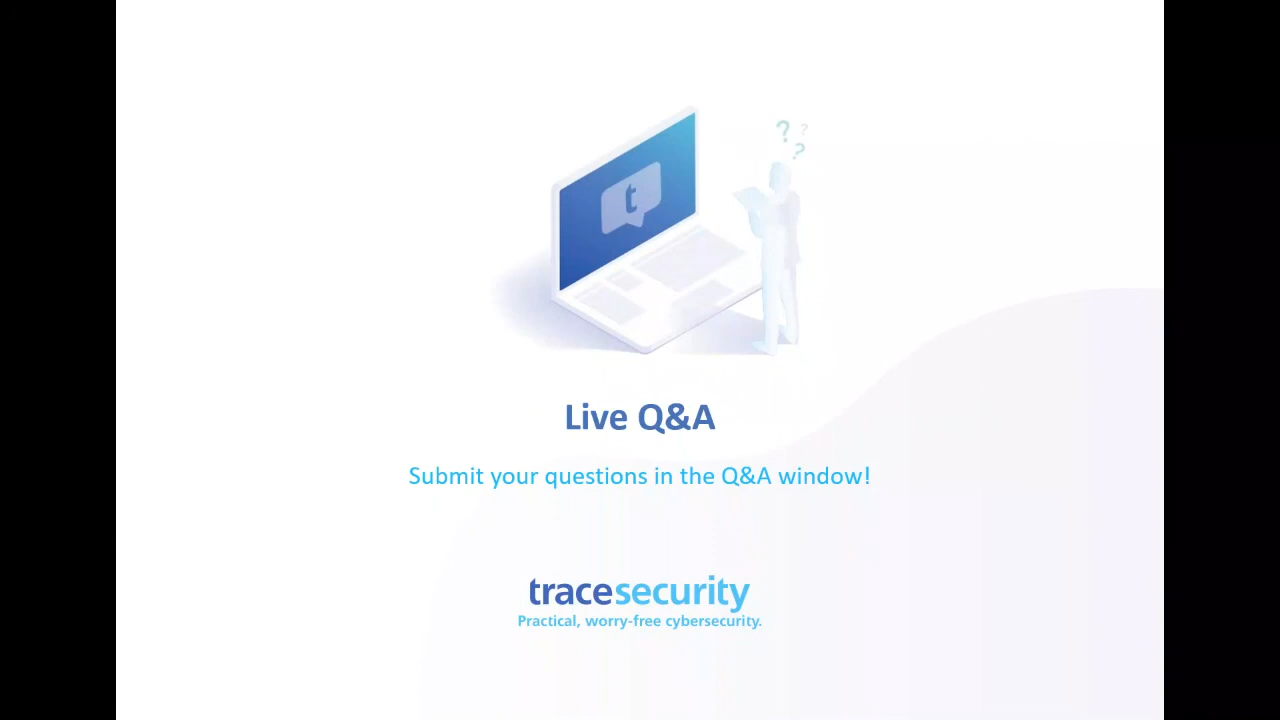 ? ?
?
t
Live Q&A
Submit your questions in the Q&A window!
tracesecurity
Practical, worry-free cybersecurity.